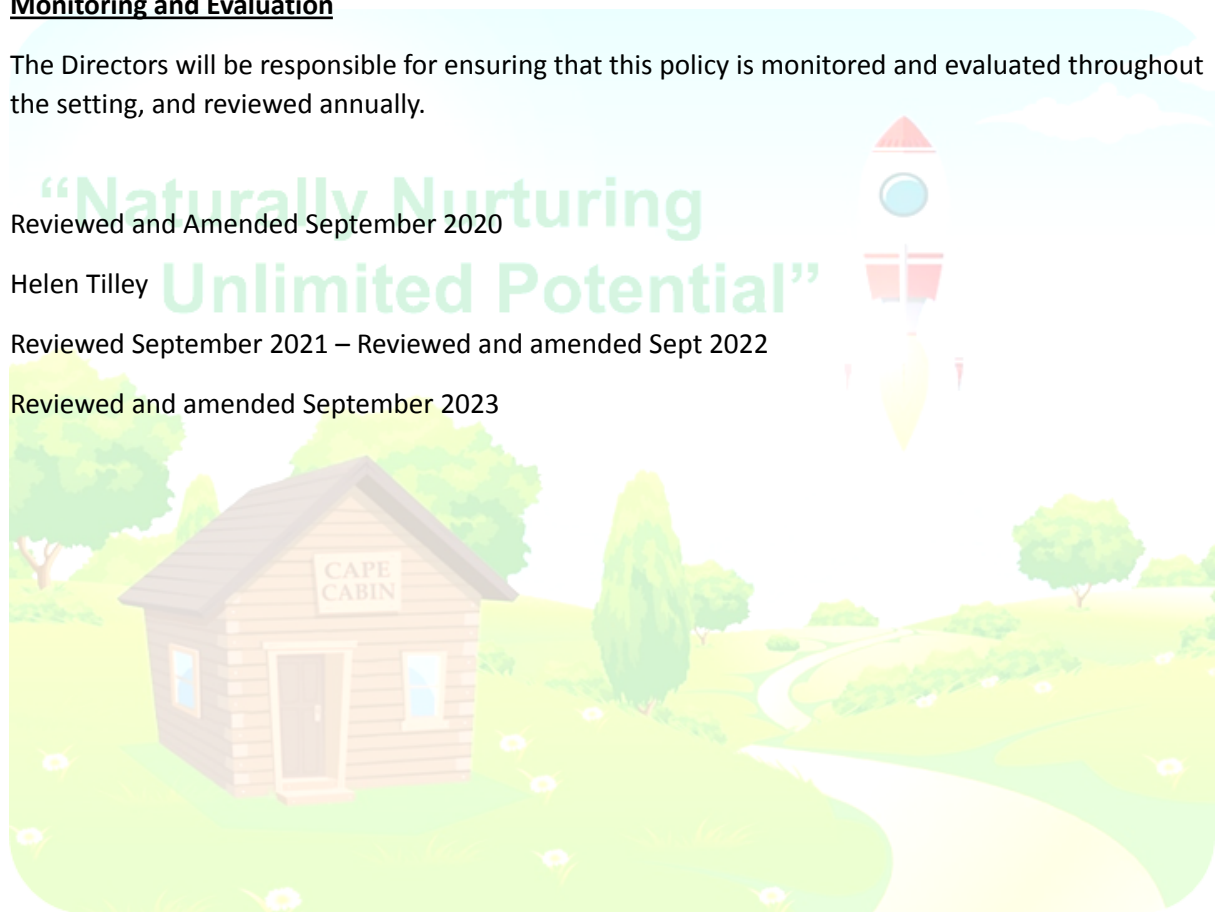 Monitoring and Evaluation
The Directors will be responsible for ensuring that this policy is monitored and evaluated throughout
the setting, and reviewed annually.
“Naturally Nurturing
Reviewed and Amended September 2020
Unlimited Potential”
Helen Tilley
Reviewed September 2021 – Reviewed and amended Sept 2022
Reviewed and amended September 2023
CAPE
CABIN